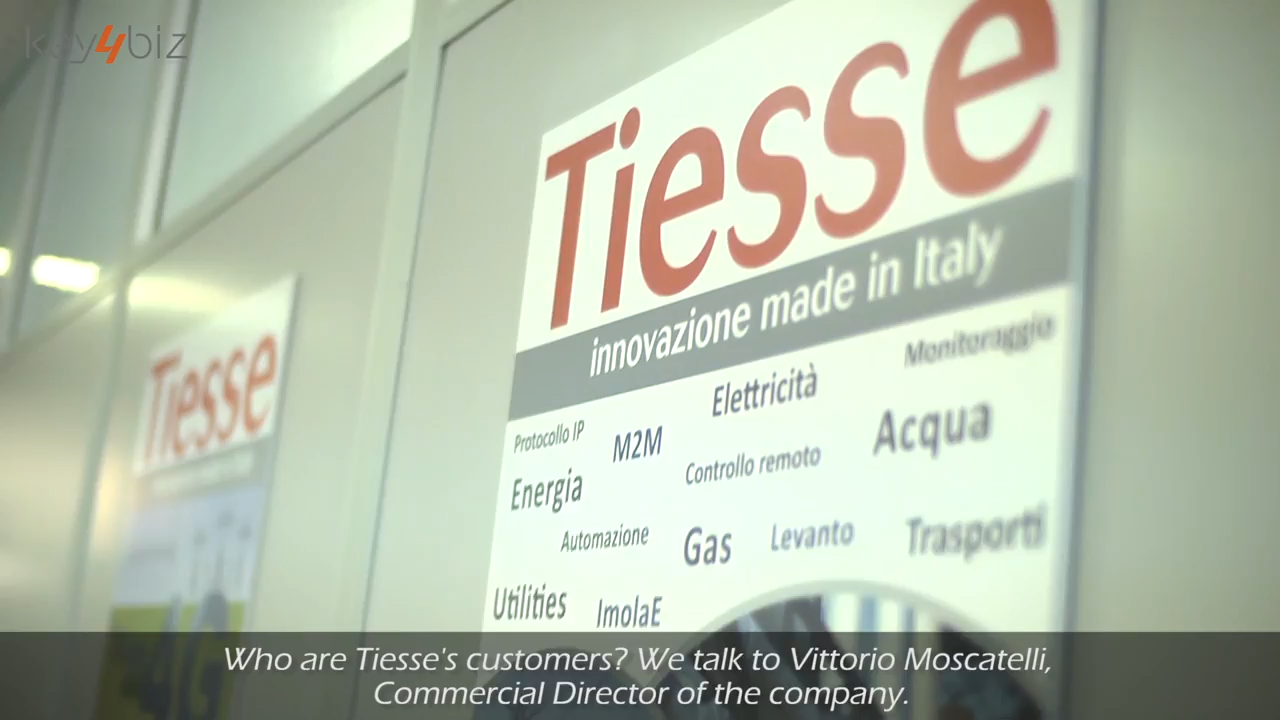 key4biz
Tiesse
innovazione made in Italy
Monitoraggio
Elettricità
Protocollo IP
M2M
Acqua
Controllo remoto
Energia
Automazione
Gas
Levanto
Trasporti
Utilities
ImolaE
Tiesse
4G
Who are Tiesse's customers? We talk to Vittorio Moscatelli,
Commercial Director of the company.